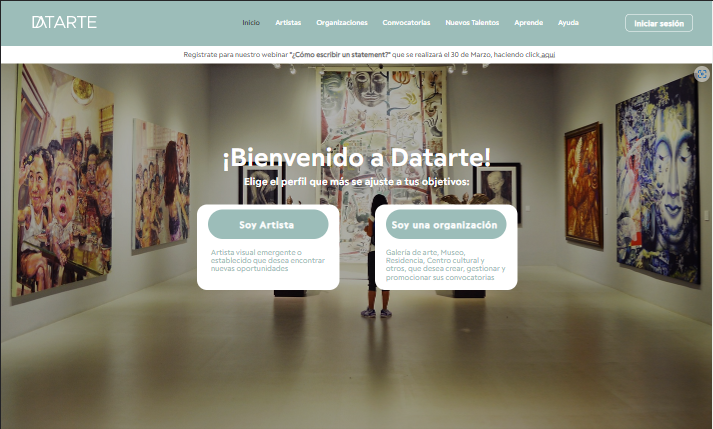 DATARTE
Inicio Artistas Organizaciones Convocatorias Nuevos Talentos Aprende Ayuda
Iniciar sesión
Regístrate para nuestro webinar "¿Cómo escribir un statement?" que se realizará el 30 de Marzo, haciendo click aquí
¡Bienvenido a Datarte!
Elige el perfil que más se ajuste a tus objetivos:
Soy Artista
Artista visual emergente o
establecido que desea encontrar
nuevas oportunidades
Soy una organización
Galería de arte, Museo,
Residencia, Centro cultural y
otros, que desea crear, gestionar y
promocionar sus convocatorias